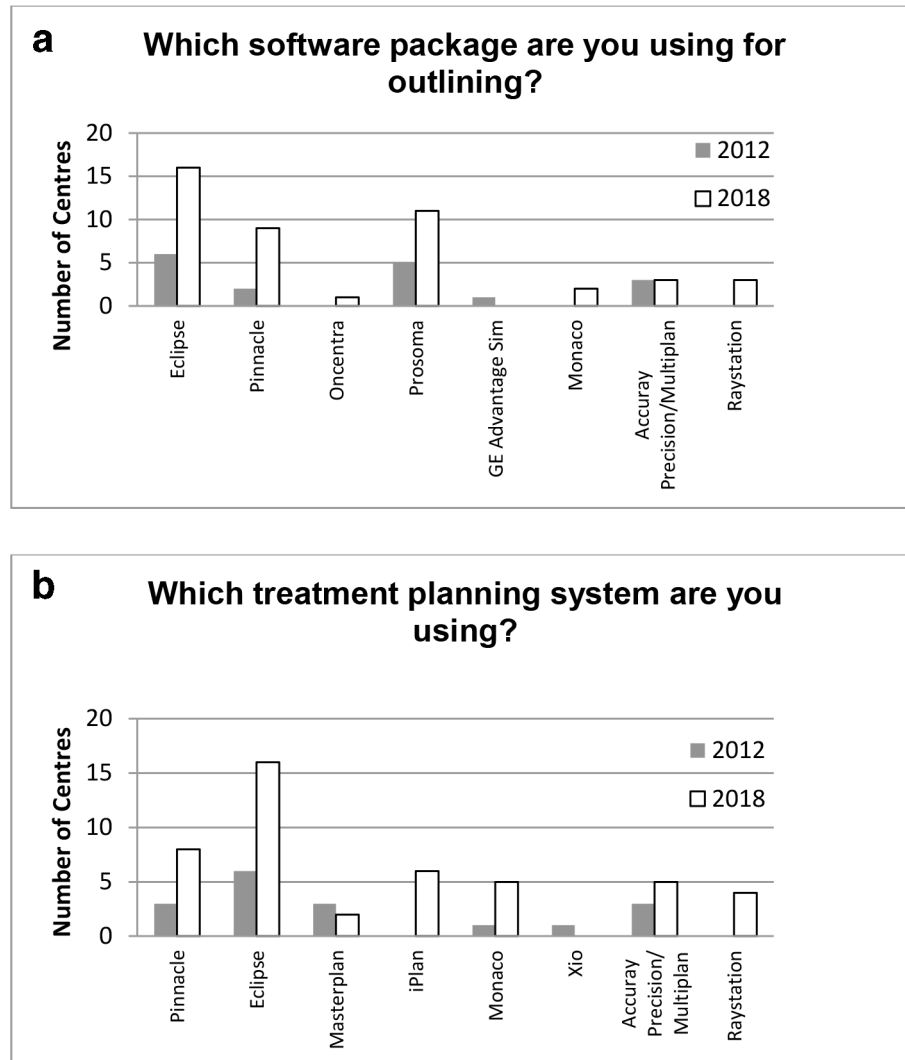 a
Which software package are you using for
outlining?
Number of Centres
20
15
10
5
0
2012
2018
Eclipse
Pinnacle
Oncentra
Prosoma
GE Advantage Sim
Monaco
Accuray
Precision/Multiplan
Raystation
b
Which treatment planning system are you
using?
Number of Centres
20
15
10
5
0
2012
2018
Pinnacle
Eclipse
Masterplan
iPlan
Monaco
Xio
Accuray
Precision/
Multiplan
Raystation